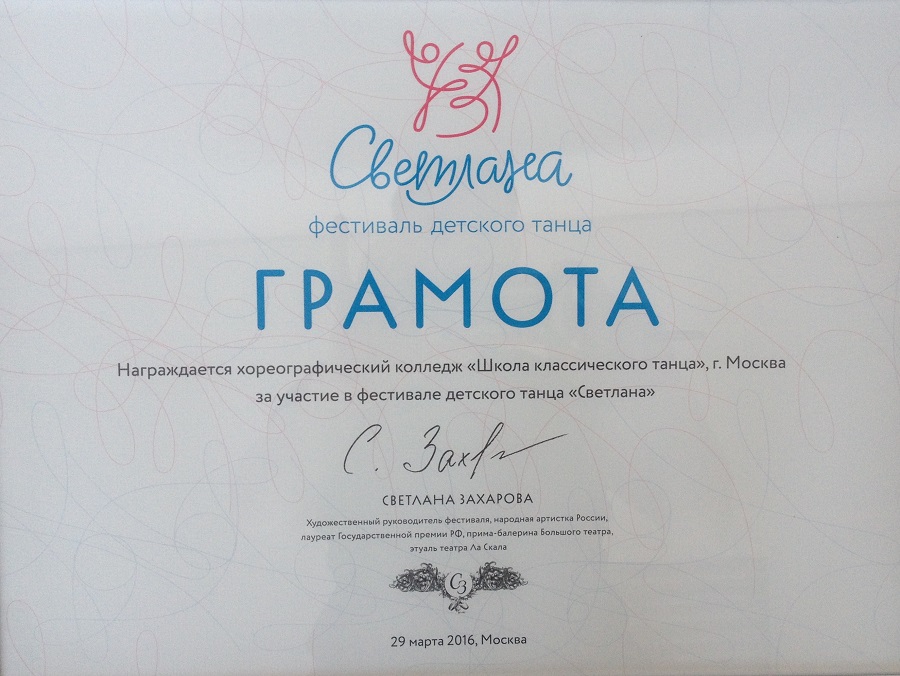 Светлана
фестиваль детского танца
ГРАМОТА
Награждается хореографический колледж «Школа классического танца», г. Москва
за участие в фестивале детского танца «Светлана»
С. Захар
СВЕТЛАНА ЗАХАРОВА
Художественный руководитель фестиваля, народная артистка России,
лауреат Государственной премии РФ, прима-балерина Большого театра,
этуаль театра Ла Скала
СЗ
29 марта 2016, Москва